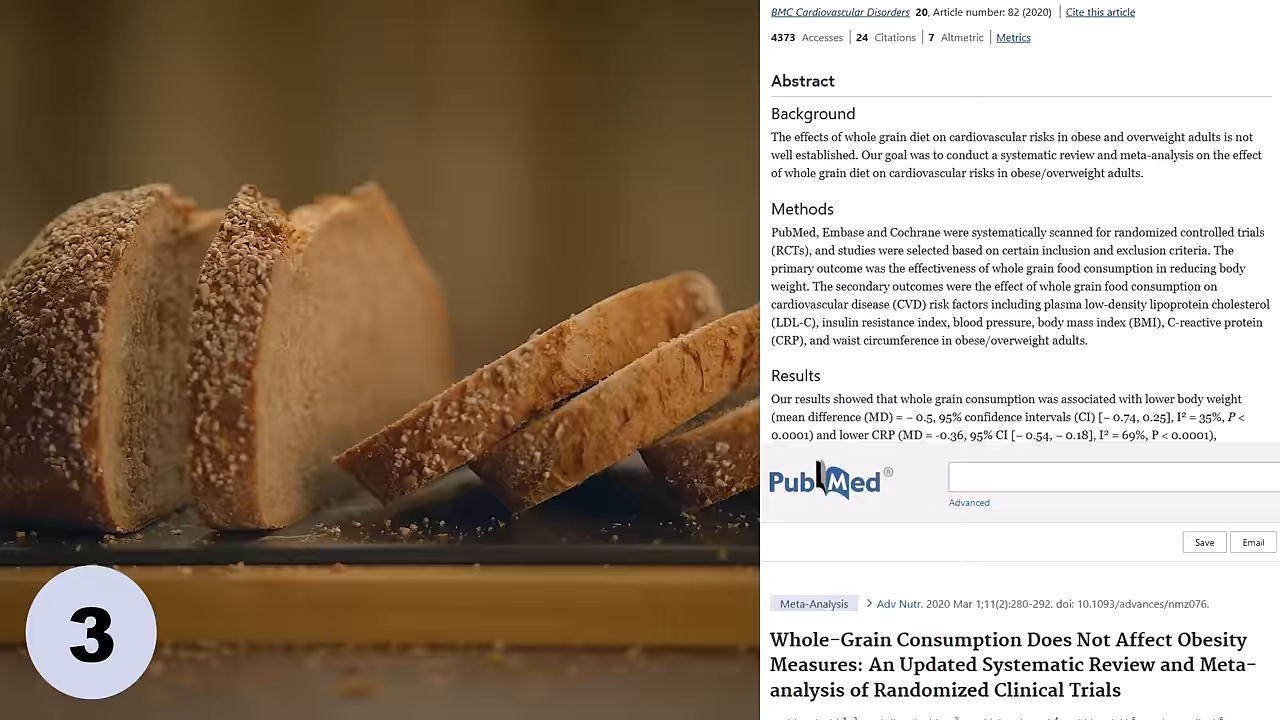 BMC Cardiovascular Disorders 20, Article number: 82 (2020) | Cite this article
4373 Accesses | 24 Citations | 7 Altmetric | Metrics
Abstract
Background
The effects of whole grain diet on cardiovascular risks in obese and overweight adults is not
well established. Our goal was to conduct a systematic review and meta-analysis on the effect
of whole grain diet on cardiovascular risks in obese/overweight adults.
Methods
PubMed, Embase and Cochrane were systematically scanned for randomized controlled trials
(RCTs), and studies were selected based on certain inclusion and exclusion criteria. The
primary outcome was the effectiveness of whole grain food consumption in reducing body
weight. The secondary outcomes were the effect of whole grain food consumption on
cardiovascular disease (CVD) risk factors including plasma low-density lipoprotein cholesterol
(LDL-C), insulin resistance index, blood pressure, body mass index (BMI), C-reactive protein
(CRP), and waist circumference in obese/overweight adults.
Results
Our results showed that whole grain consumption was associated with lower body weight
(mean difference (MD) = − 0.5, 95% confidence intervals (CI) [− 0.74, 0.25], I² = 35%, P <
0.0001) and lower CRP (MD = -0.36, 95% CI [− 0.54, − 0.18], I² = 69%, P < 0.0001),
PubMed®
Advanced
Save Email
Meta-Analysis > Adv Nutr. 2020 Mar 1;11(2):280-292. doi: 10.1093/advances/nmz076.
Whole-Grain Consumption Does Not Affect Obesity
Measures: An Updated Systematic Review and Meta-
analysis of Randomized Clinical Trials
3